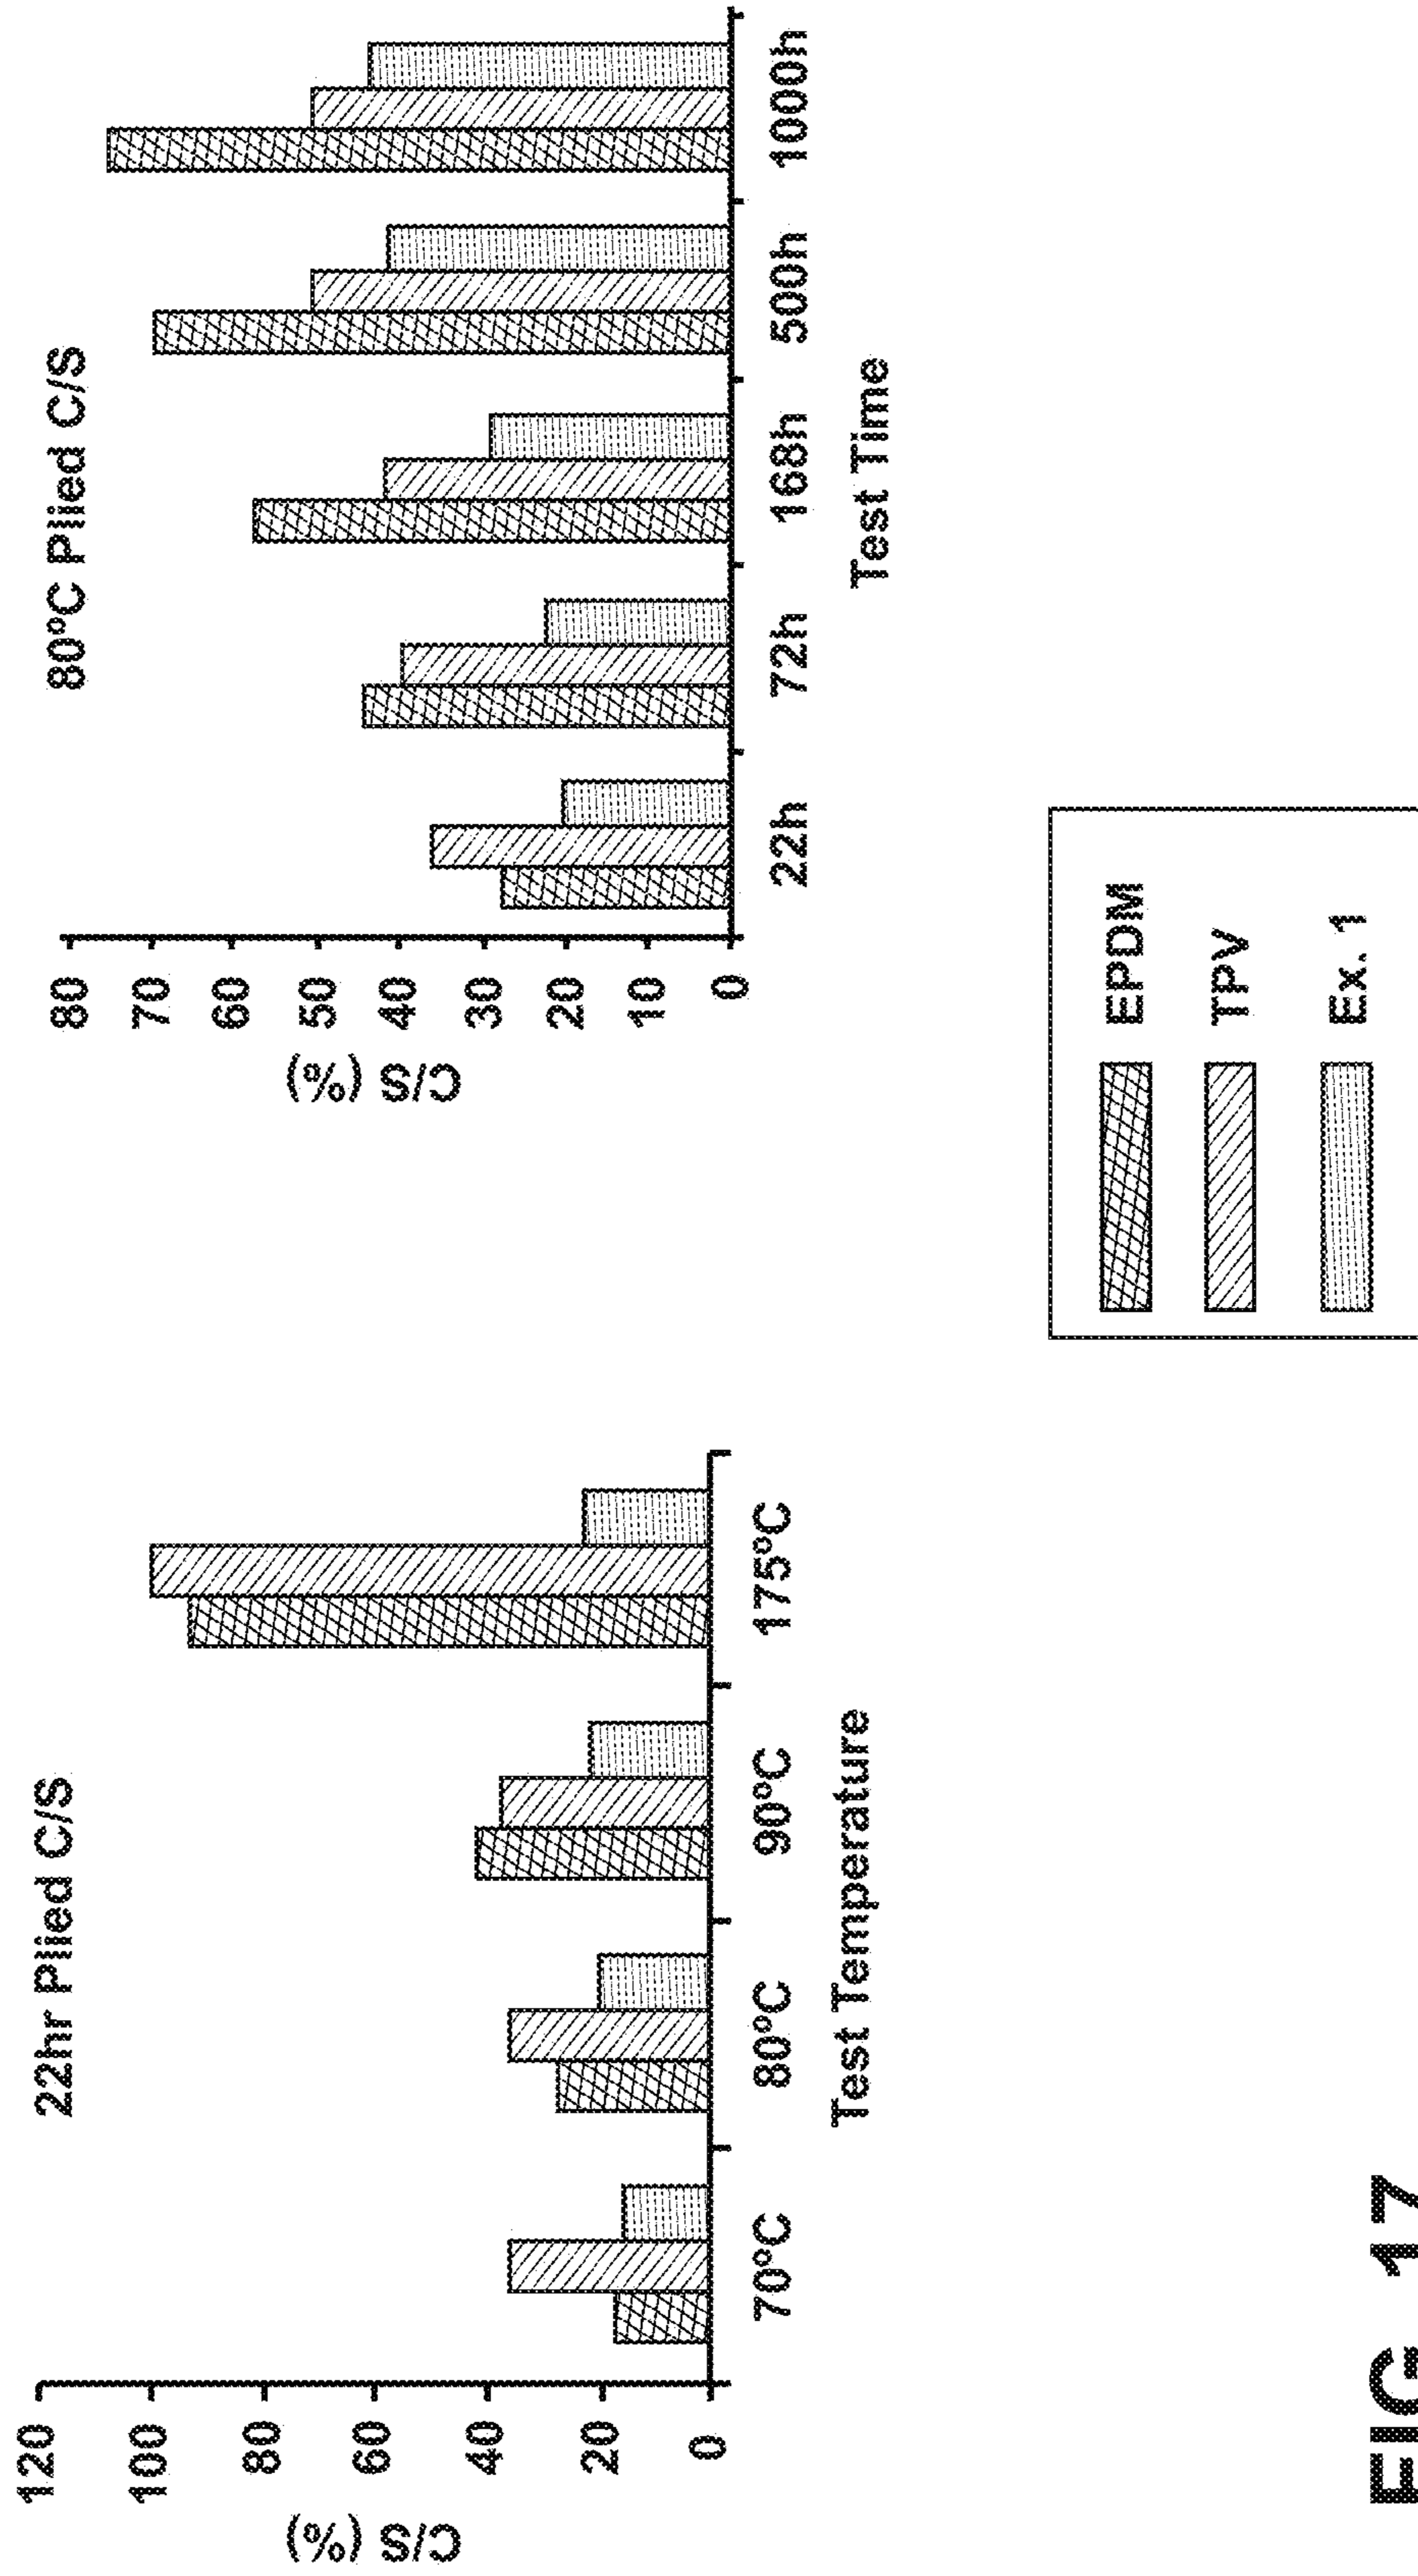 22hr Plied C/S
C/S (%)
120
100
80
60
40
20
0
70°C
80°C
90°C
175°C
Test Temperature
80°C Plied C/S
C/S (%)
80
70
60
50
40
30
20
10
0
22h
72h
168h
500h
1000h
Test Time
EPDM
TPV
Ex. 1
FIG. 17